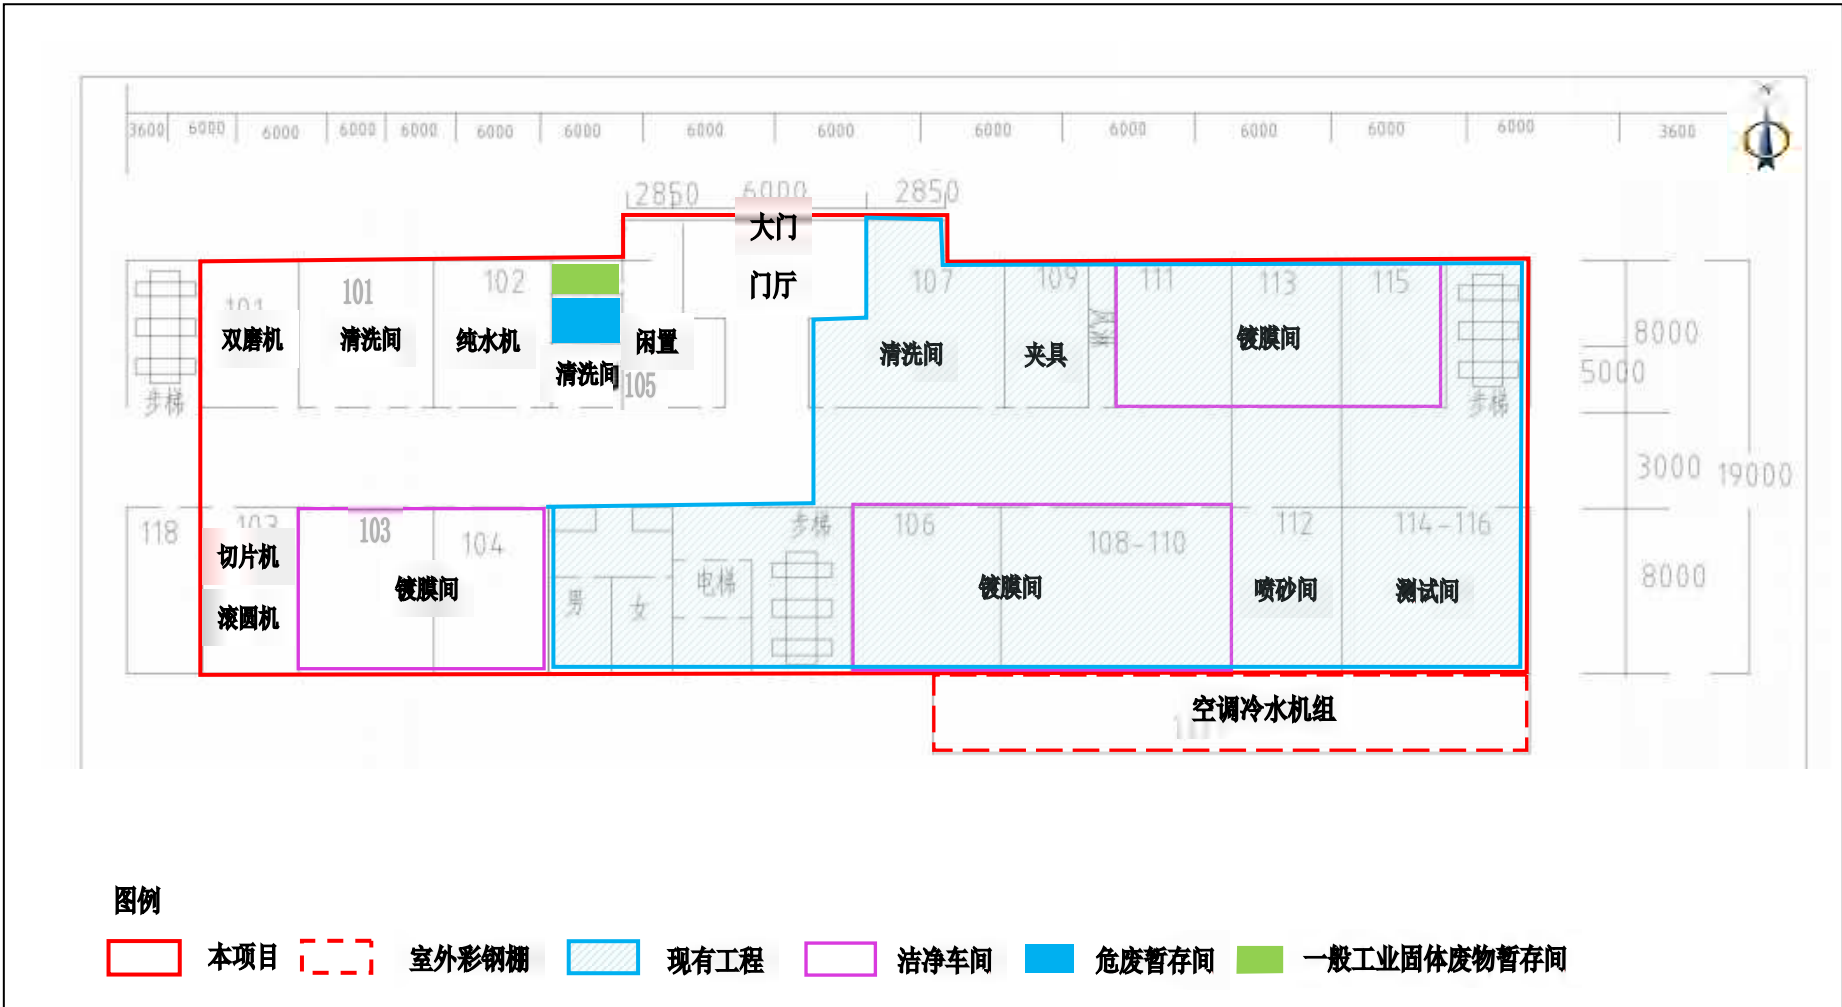 3600 6000 6000 6000 6000 6000 6000 6000 6000 6000 6000 6000 6000 6000 3600
2850 6000 2850
大门
门厅
101 101 102 107 109 111 113 115
双磨机 清洗间 纯水机 闲置 清洗间 夹具 镀膜间
清洗间 105
步梯 步梯
8000
5000
3000 19000
8000
118 103 103 104 步梯 106 108-110 112 114-116
切片机
滚圆机 镀膜间 男 女 电梯 镀膜间 喷砂间 测试间
空调冷水机组
图例
本项目 室外彩钢棚 现有工程 洁净车间 危废暂存间 一般工业固体废物暂存间